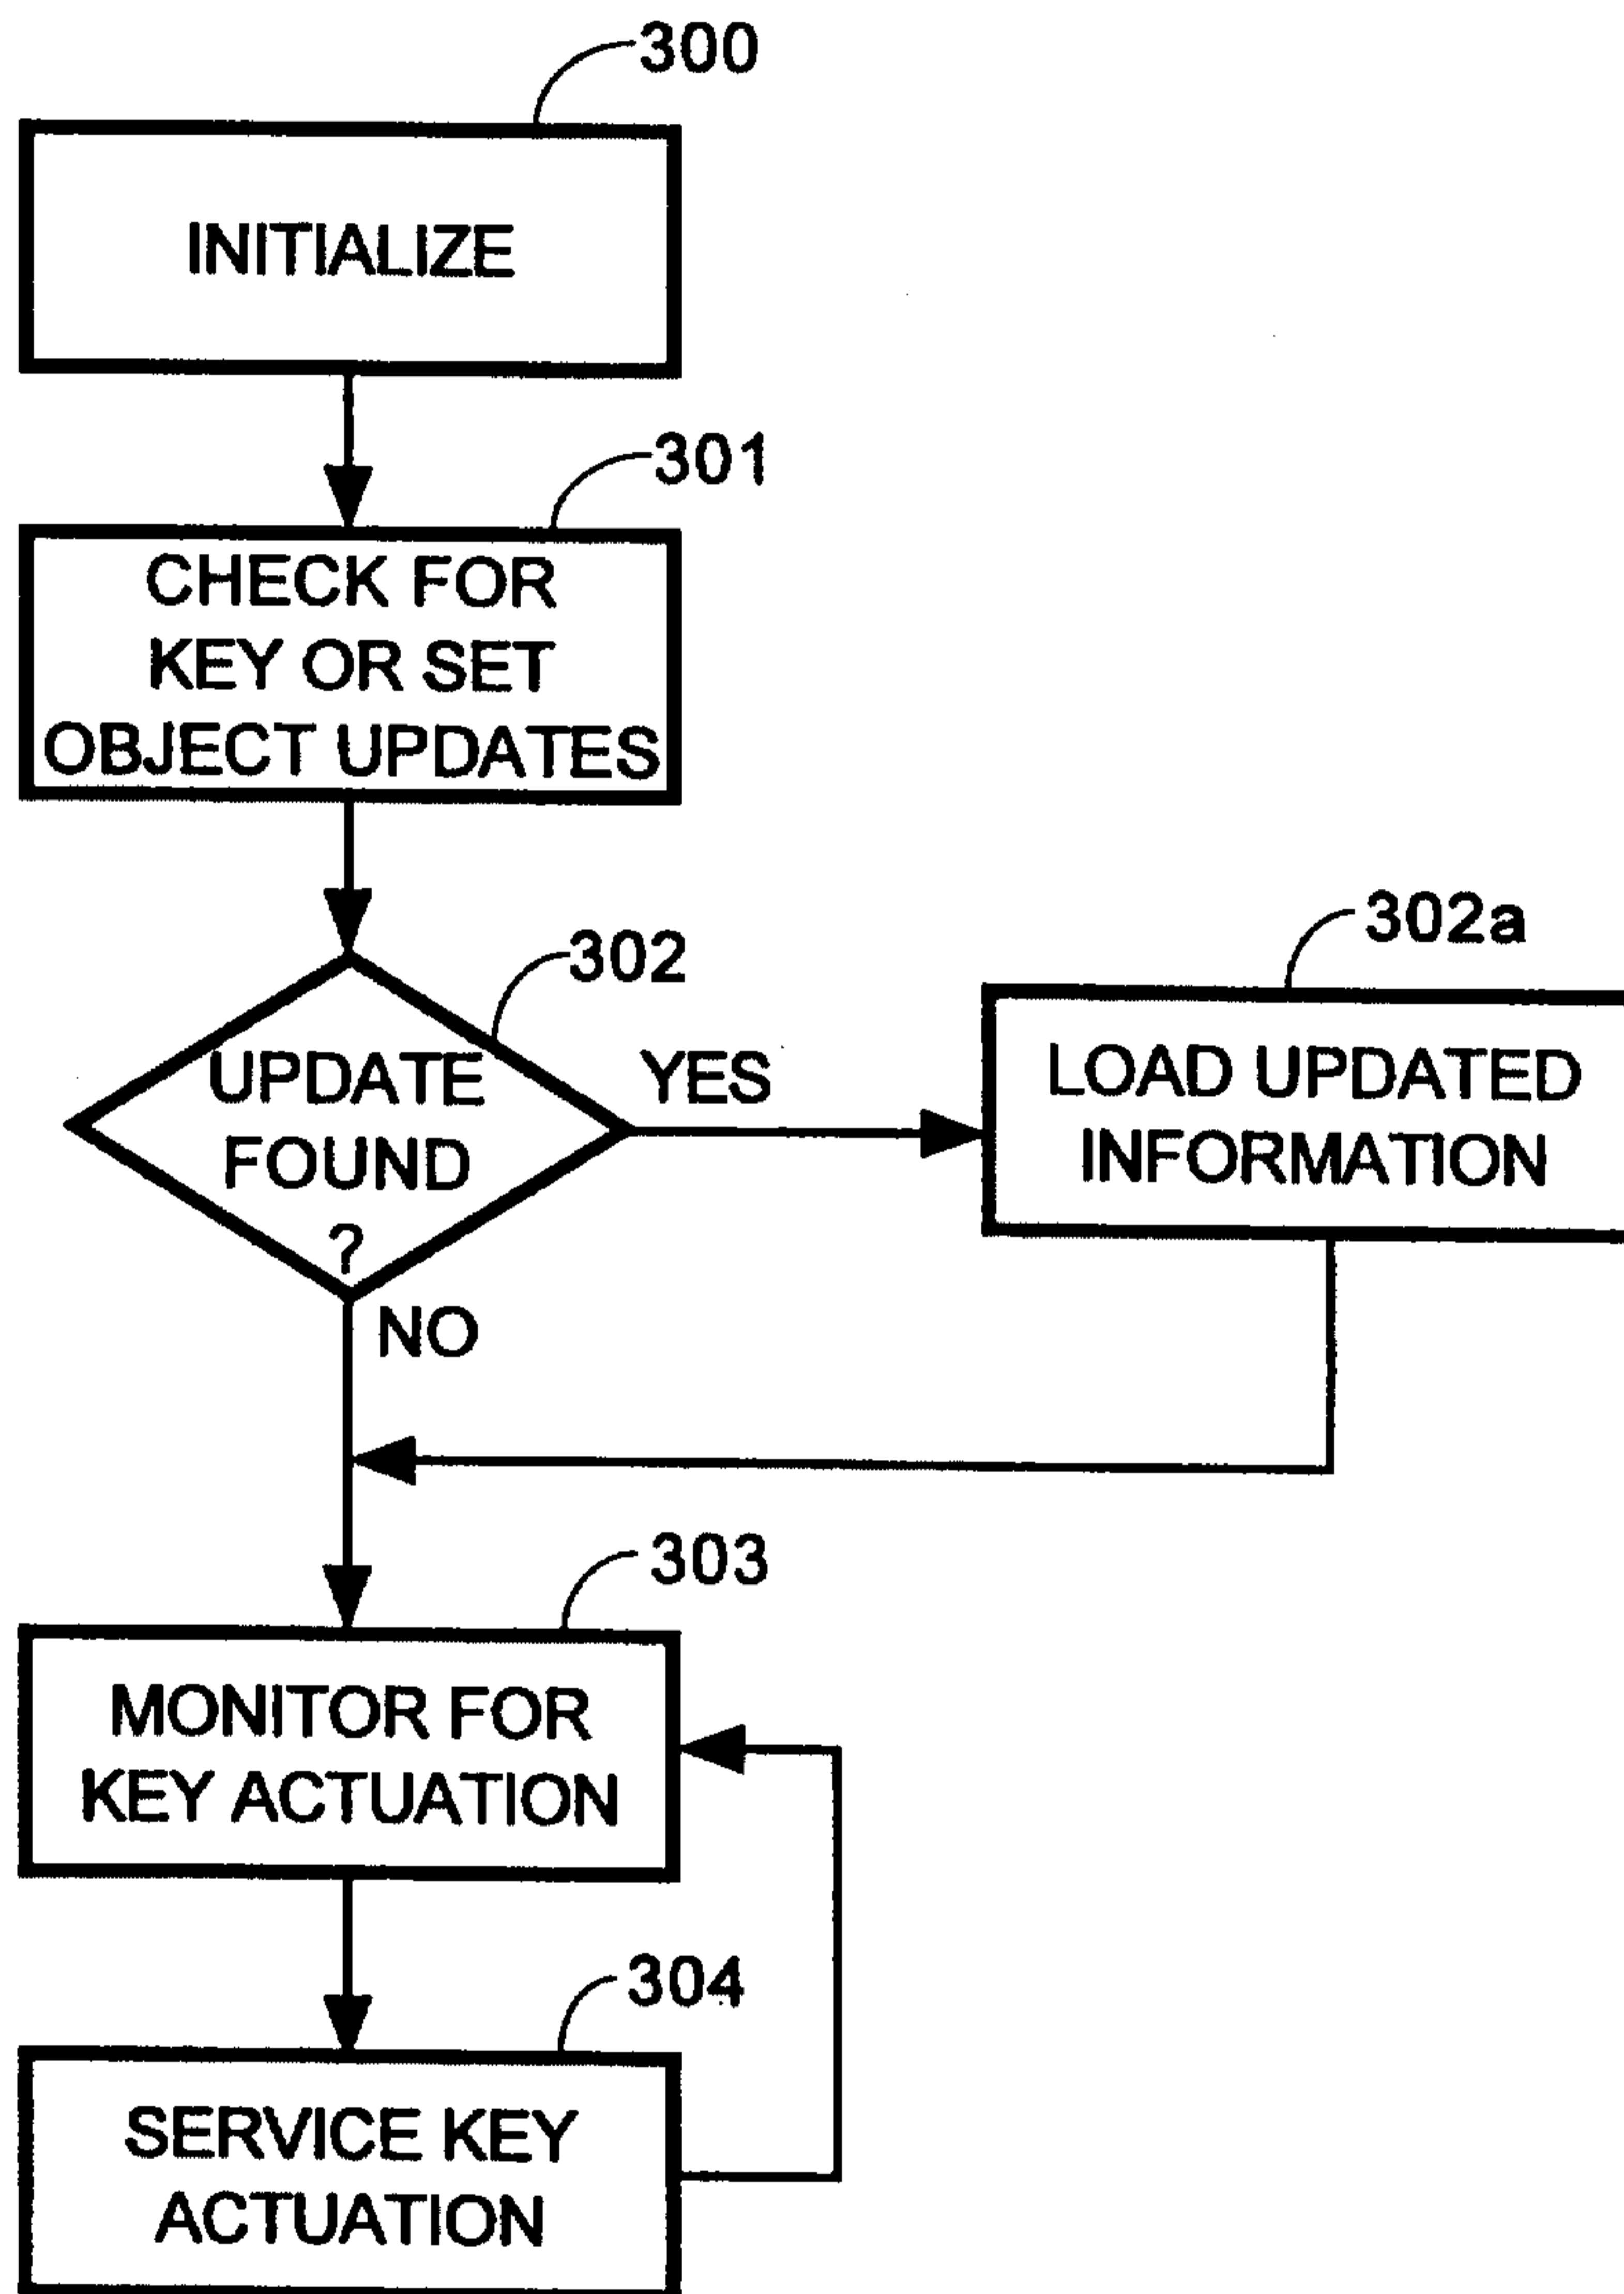 300
INITIALIZE
301
CHECK FOR
KEY OR SET
OBJECT UPDATES
302
UPDATE
FOUND
?
YES
NO
302a
LOAD UPDATED
INFORMATION
303
MONITOR FOR
KEY ACTUATION
304
SERVICE KEY
ACTUATION